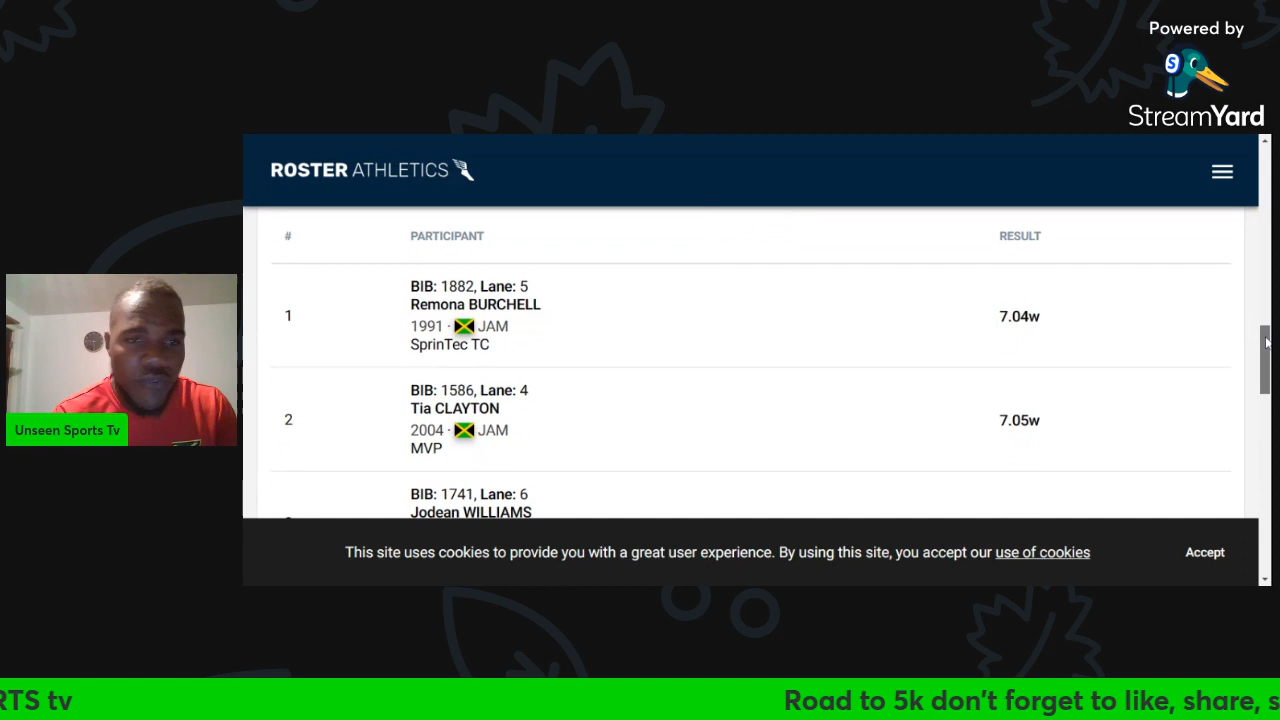 Powered by
StreamYard
ROSTER ATHLETICS
# PARTICIPANT RESULT
BIB: 1882, Lane: 5
Remona BURCHELL
1 7.04w
1991 · JAM
SprinTec TC
BIB: 1586, Lane: 4
Tia CLAYTON
2 7.05w
2004 · JAM
MVP
BIB: 1741, Lane: 6
Jodean WILLIAMS
This site uses cookies to provide you with a great user experience. By using this site, you accept our use of cookies Accept
Unseen Sports Tv
RTS tv Road to 5k don't forget to like, share, s